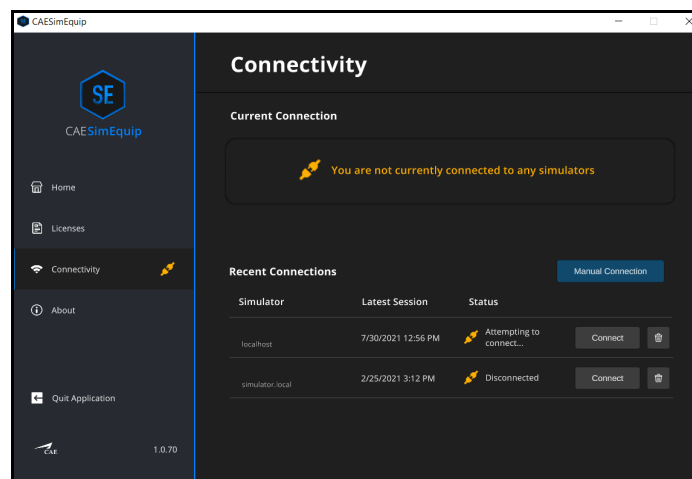 CAESimEquip
SE
CAESimEquip
Home
Licenses
Connectivity
About
Quit Application
CAE
1.0.70
Connectivity
Current Connection
You are not currently connected to any simulators
Recent Connections
Manual Connection
Simulator Latest Session Status
localhost 7/30/2021 12:56 PM Attempting to
connect... Connect
simulator.local 2/25/2021 3:12 PM Disconnected Connect